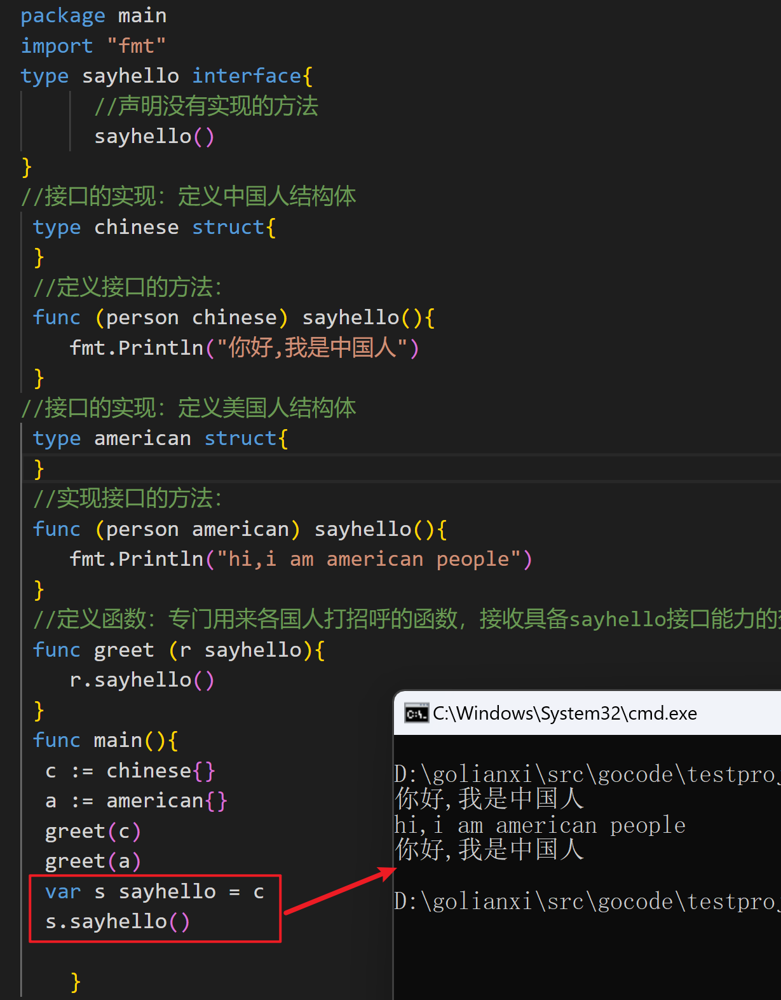 package main
import "fmt"
type sayhello interface{
//声明没有实现的方法
sayhello()
}
//接口的实现：定义中国人结构体
type chinese struct{
}
//定义接口的方法：
func (person chinese) sayhello(){
fmt.Println("你好,我是中国人")
}
//接口的实现：定义美国人结构体
type american struct{
}
//实现接口的方法：
func (person american) sayhello(){
fmt.Println("hi,i am american people")
}
//定义函数：专门用来各国人打招呼的函数，接收具备sayhello接口能力的
func greet (r sayhello){
r.sayhello()
}
func main(){
c := chinese{}
a := american{}
greet(c)
greet(a)
var s sayhello = c
s.sayhello()
}
C:\Windows\System32\cmd.exe
D:\golianxi\src\gocode\testproj
你好,我是中国人
hi,i am american people
你好,我是中国人
D:\golianxi\src\gocode\testproj